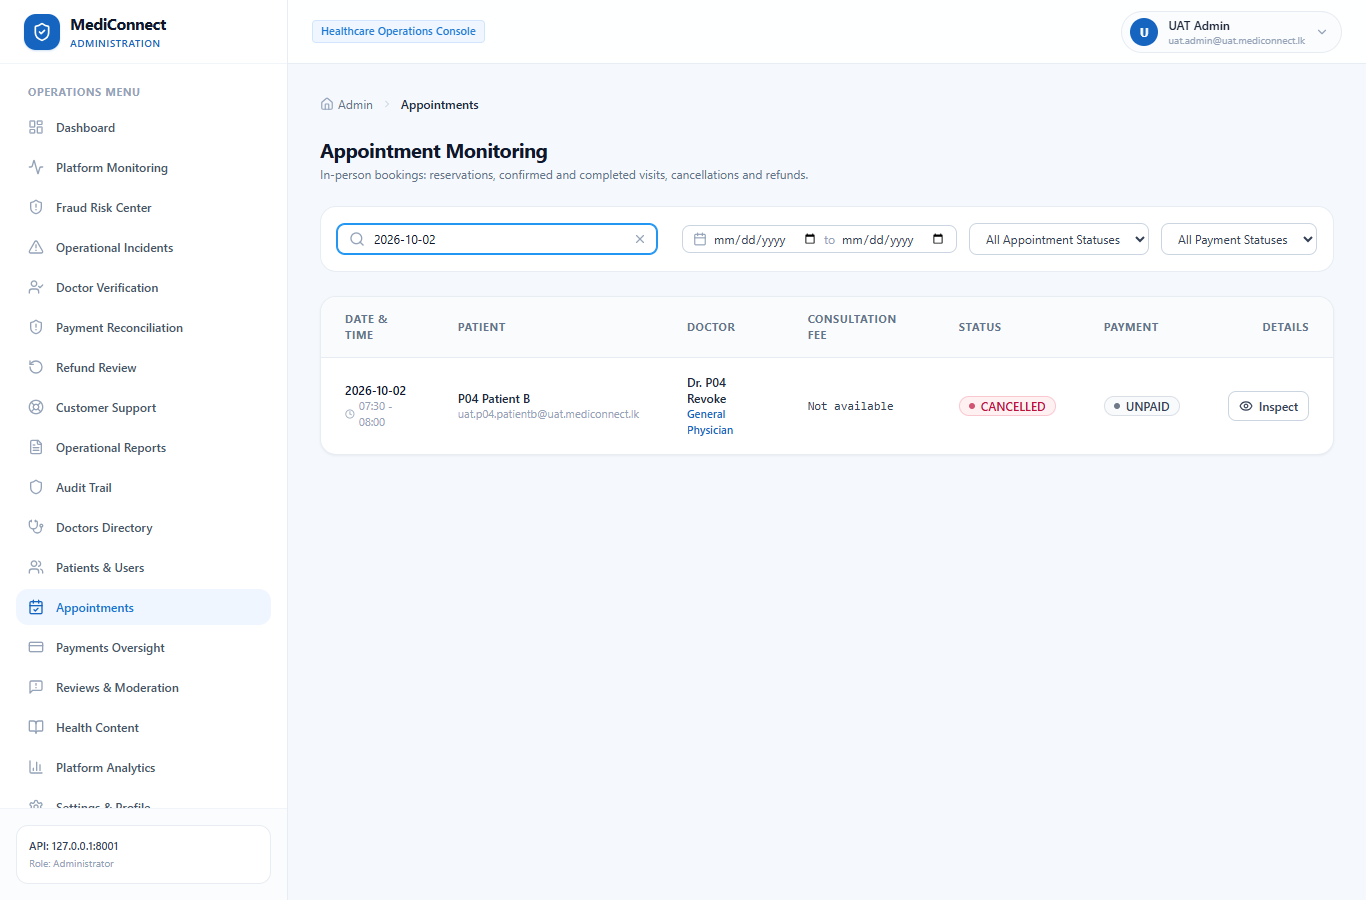 MediConnect
ADMINISTRATION
OPERATIONS MENU
Dashboard
Platform Monitoring
Fraud Risk Center
Operational Incidents
Doctor Verification
Payment Reconciliation
Refund Review
Customer Support
Operational Reports
Audit Trail
Doctors Directory
Patients & Users
Appointments
Payments Oversight
Reviews & Moderation
Health Content
Platform Analytics
Settings & Profile
API: 127.0.0.1:8001
Role: Administrator
Healthcare Operations Console
U
UAT Admin
uat.admin@uat.mediconnect.lk
Admin > Appointments
Appointment Monitoring
In-person bookings: reservations, confirmed and completed visits, cancellations and refunds.
2026-10-02
mm/dd/yyyy to mm/dd/yyyy
All Appointment Statuses
All Payment Statuses
DATE & TIME
PATIENT
DOCTOR
CONSULTATION FEE
STATUS
PAYMENT
DETAILS
2026-10-02
07:30 -
08:00
P04 Patient B
uat.p04.patientb@uat.mediconnect.lk
Dr. P04
Revoke
General
Physician
Not available
CANCELLED
UNPAID
Inspect